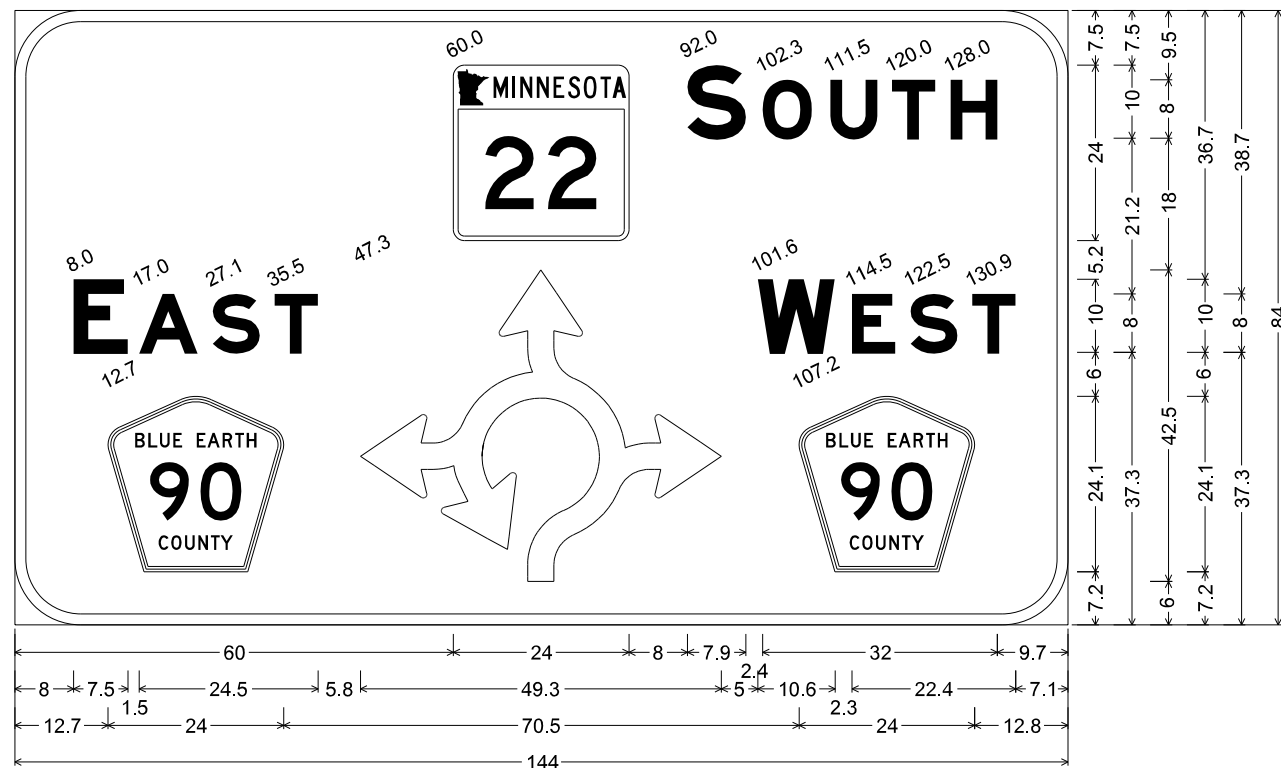 60.0 92.0 102.3 111.5 120.0 128.0
MINNESOTA
22
SOUTH
8.0 17.0 27.1 35.5 47.3
EAST
101.6 114.5 122.5 130.9
WEST
12.7
107.2
BLUE EARTH
90
COUNTY
BLUE EARTH
90
COUNTY
7.5 24 5.2 10 6 24.1 7.2
7.5 10 21.2 8 37.3
9.5 8 18 42.5 6
36.7 10 6 24.1 7.2
38.7 8 37.3
84
60 24 8 7.9 2.4 32 9.7
8 7.5 1.5 24.5 5.8 49.3 5 10.6 2.3 22.4 7.1
12.7 24 70.5 24 12.8
144